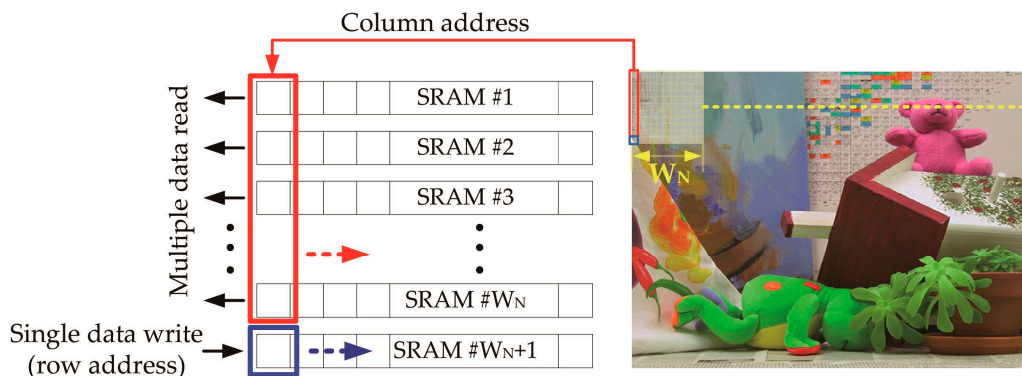 Column address
SRAM #1
SRAM #2
SRAM #3
SRAM #WN
SRAM #WN+1
Multiple data read
Single data write
(row address)
WN